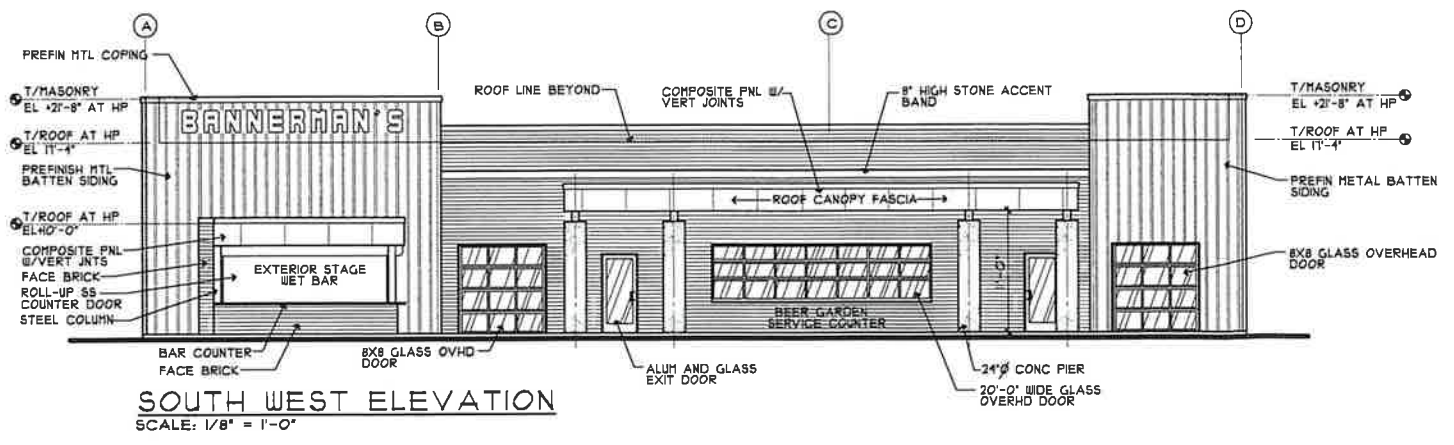 A
B
C
D
PREFIN MTL COPING
T/MASONRY
EL +21'-8" AT HP
BANNERMAN'S
ROOF LINE BEYOND
COMPOSITE PNL W/
VERT JOINTS
8" HIGH STONE ACCENT
BAND
T/MASONRY
EL +21'-8" AT HP
T/ROOF AT HP
EL 17'-4"
T/ROOF AT HP
EL 17'-4"
PREFINISH MTL
BATTEN SIDING
PREFIN METAL BATTEN
SIDING
ROOF CANOPY FASCIA
T/ROOF AT HP
EL+10'-0"
COMPOSITE PNL
W/VERT JNTS
FACE BRICK
ROLL-UP SS
COUNTER DOOR
STEEL COLUMN
EXTERIOR STAGE
WET BAR
8X8 GLASS OVERHEAD
DOOR
BEER GARDEN
SERVICE COUNTER
BAR COUNTER
FACE BRICK
8X8 GLASS OVHD
DOOR
ALUM AND GLASS
EXIT DOOR
24"Ø CONC PIER
20'-0" WIDE GLASS
OVERHD DOOR
SOUTH WEST ELEVATION
SCALE: 1/8" = 1'-0"